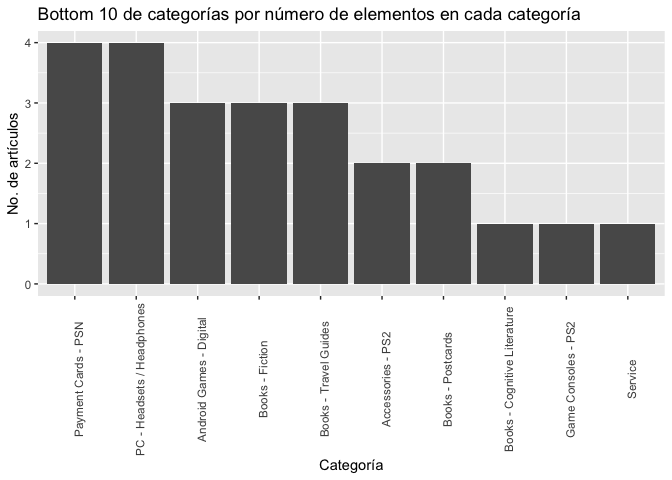 Bottom 10 de categorías por número de elementos en cada categoría
No. de artículos
4
3
2
1
0
Payment Cards - PSN
PC - Headsets / Headphones
Android Games - Digital
Books - Fiction
Books - Travel Guides
Accessories - PS2
Books - Postcards
Books - Cognitive Literature
Game Consoles - PS2
Service
Categoría